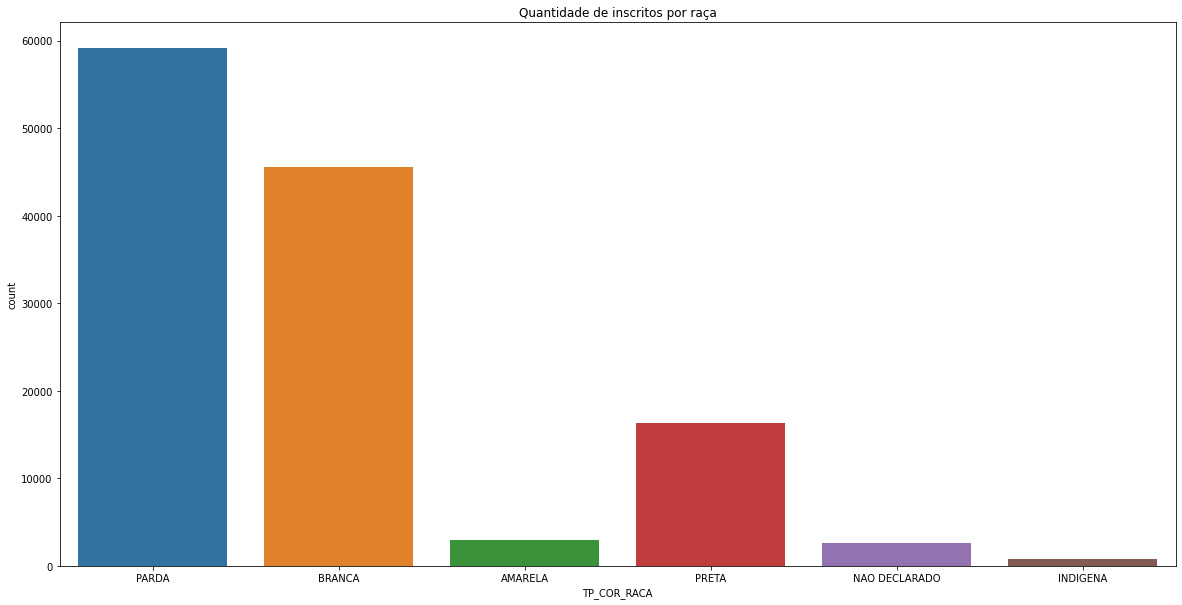 Quantidade de inscritos por raça
60000
50000
40000
30000
20000
10000
0
count
PARDA BRANCA AMARELA PRETA NAO DECLARADO INDIGENA
TP_COR_RACA